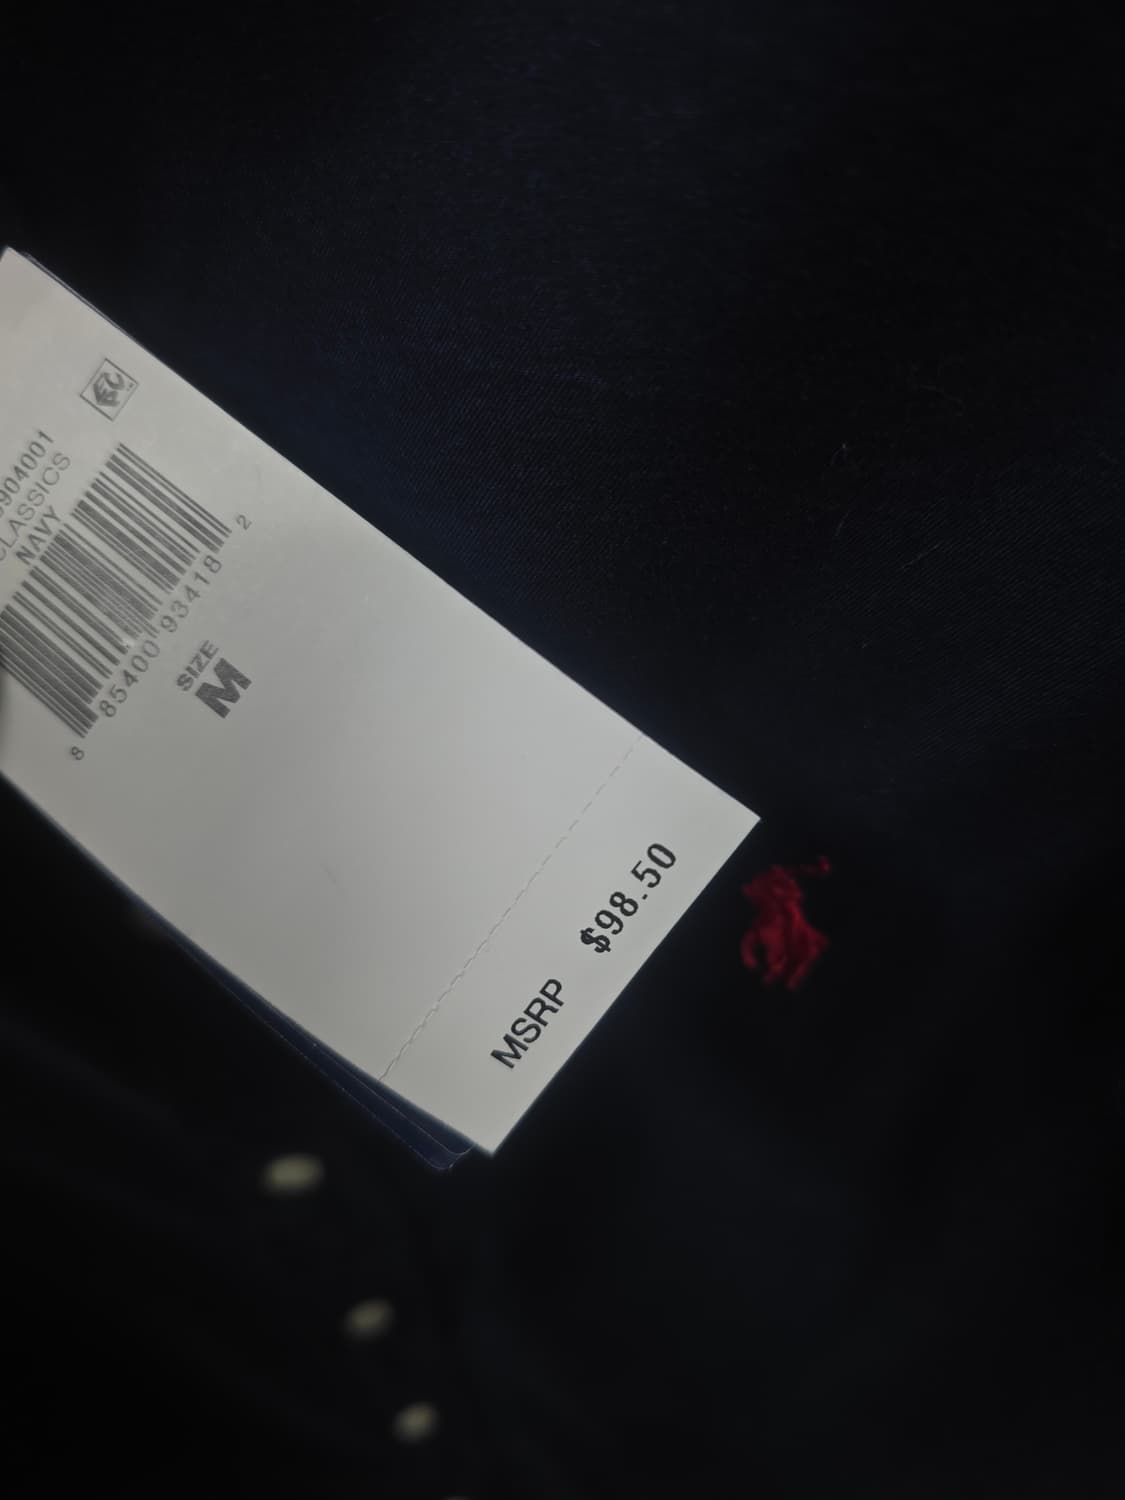 904001
CLASSICS
NAVY
8 85400 93418 2
SIZE
M
MSRP $98.50